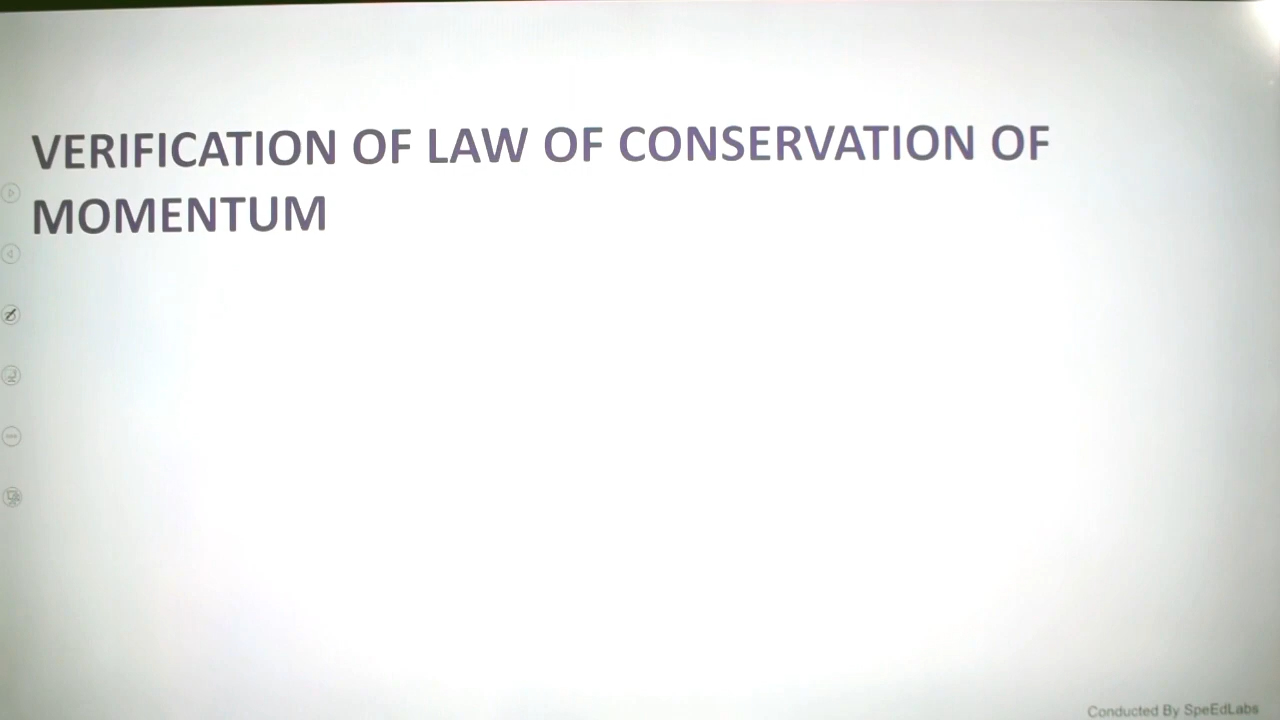 VERIFICATION OF LAW OF CONSERVATION OF
MOMENTUM
Conducted By SpeEdLabs